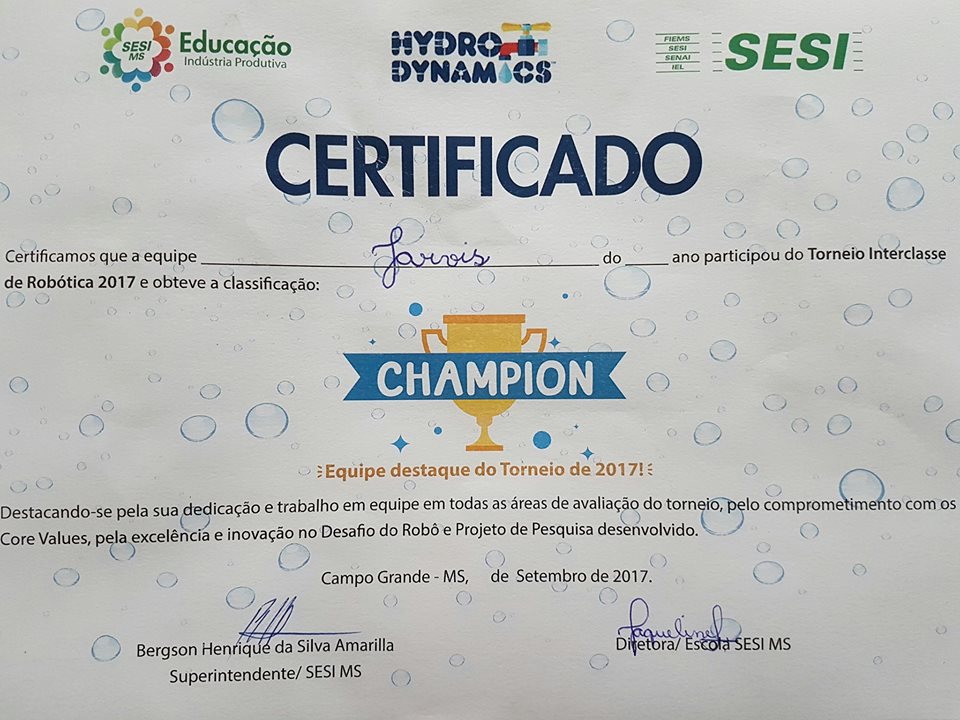 SESI
MS
Educação
Indústria Produtiva
HYDRO
DYNAMICS
FIEMS
SESI
SENAI
IEL
SESI
CERTIFICADO
Certificamos que a equipe Jarvis do ano participou do Torneio Interclasse
de Robótica 2017 e obteve a classificação:
CHAMPION
Equipe destaque do Torneio de 2017!
Destacando-se pela sua dedicação e trabalho em equipe em todas as áreas de avaliação do torneio, pelo comprometimento com os
Core Values, pela excelência e inovação no Desafio do Robô e Projeto de Pesquisa desenvolvido.
Campo Grande - MS, de Setembro de 2017.
Bergson Henrique da Silva Amarilla
Superintendente/ SESI MS
Diretora/ Escola SESI MS